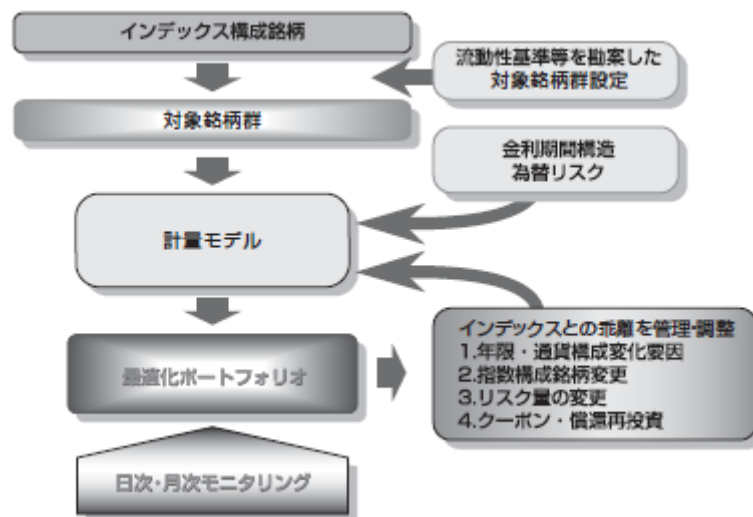 インデックス構成銘柄
流動性基準等を勘案した
対象銘柄群設定
対象銘柄群
金利期間構造
為替リスク
計量モデル
最適化ポートフォリオ
インデックスとの乖離を管理・調整
1.年限・通貨構成変化要因
2.指数構成銘柄変更
3.リスク量の変更
4.クーポン・償還再投資
日次・月次モニタリング